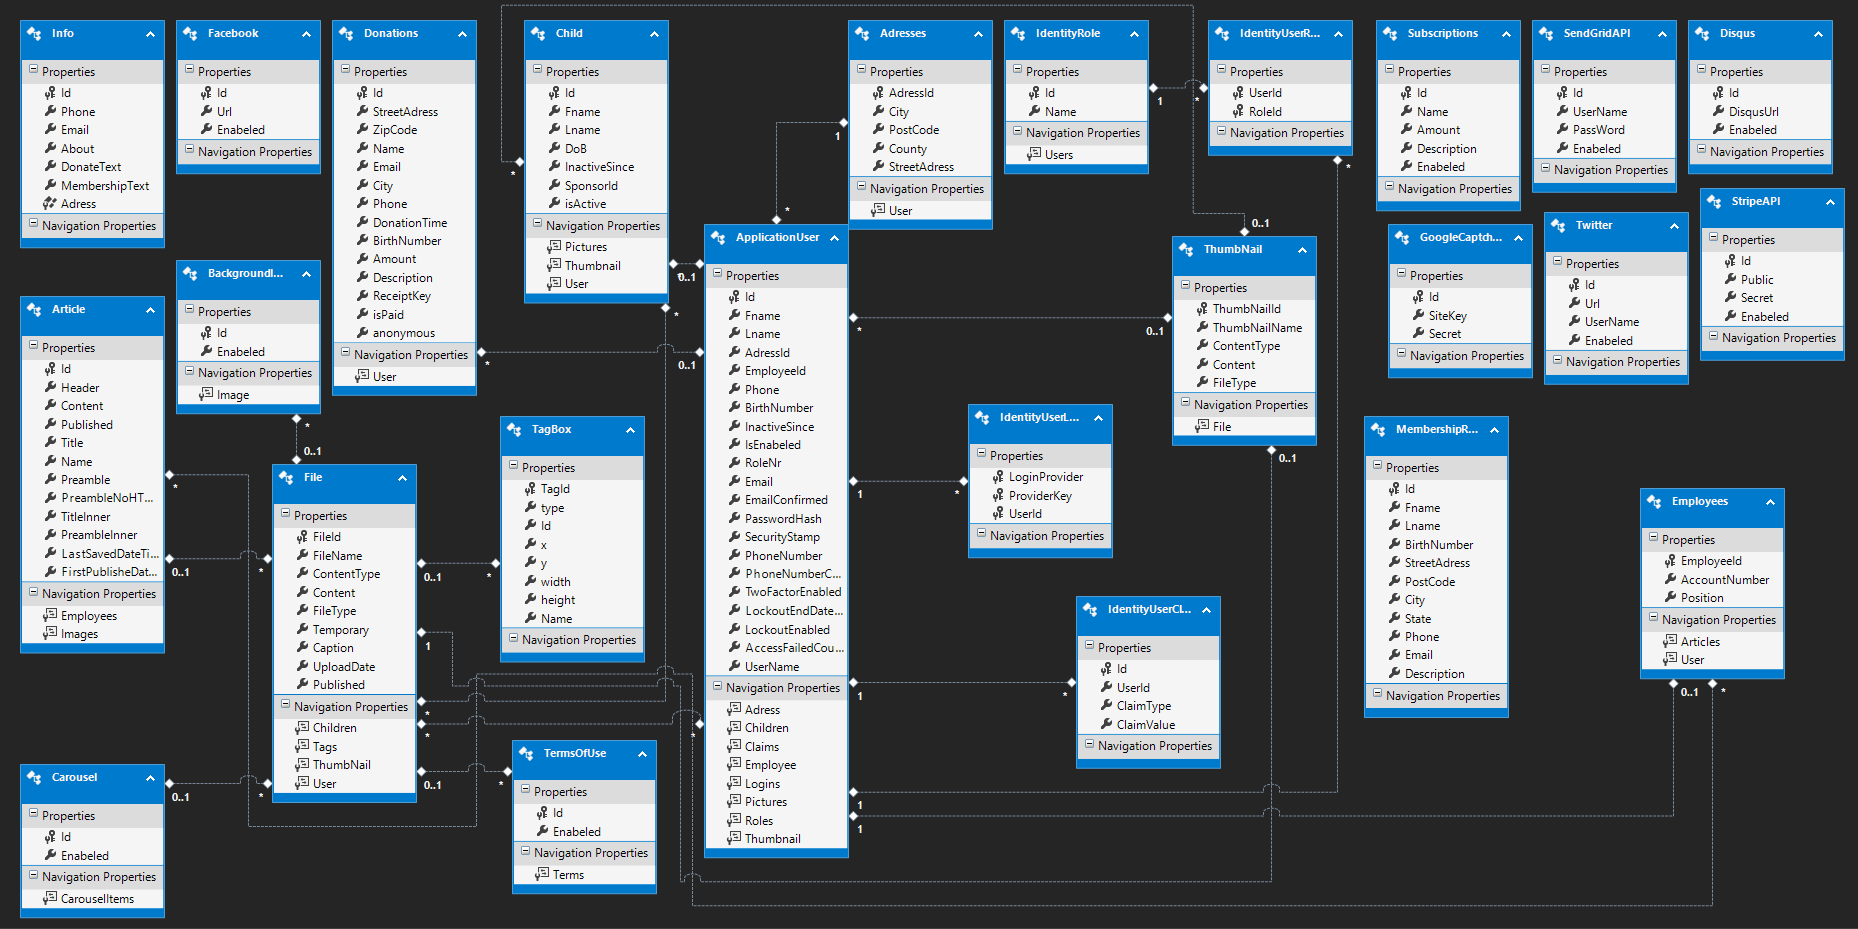 Info
Properties
Id
Phone
Email
About
DonateText
MembershipText
Adress
Navigation Properties
Facebook
Properties
Id
Url
Enabeled
Navigation Properties
Donations
Properties
Id
StreetAdress
ZipCode
Name
Email
City
Phone
DonationTime
BirthNumber
Amount
Description
ReceiptKey
isPaid
anonymous
Navigation Properties
User
Child
Properties
Id
Fname
Lname
DoB
InactiveSince
SponsorId
isActive
Navigation Properties
Pictures
Thumbnail
User
Adresses
Properties
AdressId
City
PostCode
County
StreetAdress
Navigation Properties
User
IdentityRole
Properties
Id
Name
Navigation Properties
Users
IdentityUserR...
Properties
UserId
RoleId
Navigation Properties
Subscriptions
Properties
Id
Name
Amount
Description
Enabeled
Navigation Properties
SendGridAPI
Properties
Id
UserName
PassWord
Enabeled
Navigation Properties
Disqus
Properties
Id
DisqusUrl
Enabeled
Navigation Properties
StripeAPI
Properties
Id
Public
Secret
Enabeled
Navigation Properties
GoogleCaptch...
Properties
Id
SiteKey
Secret
Navigation Properties
Twitter
Properties
Id
Url
UserName
Enabeled
Navigation Properties
ApplicationUser
Properties
Id
Fname
Lname
AdressId
EmployeeId
Phone
BirthNumber
InactiveSince
IsEnabeled
RoleNr
Email
EmailConfirmed
PasswordHash
SecurityStamp
PhoneNumber
PhoneNumberC...
TwoFactorEnabled
LockoutEndDate...
LockoutEnabled
AccessFailedCou...
UserName
Navigation Properties
Adress
Children
Claims
Employee
Logins
Pictures
Roles
Thumbnail
ThumbNail
Properties
ThumbNailId
ThumbNailName
ContentType
Content
FileType
Navigation Properties
File
BackgroundI...
Properties
Id
Enabeled
Navigation Properties
Image
Article
Properties
Id
Header
Content
Published
Title
Name
Preamble
PreambleNoHT...
TitleInner
PreambleInner
LastSavedDateTi...
FirstPublisheDat...
Navigation Properties
Employees
Images
File
Properties
FileId
FileName
ContentType
Content
FileType
Temporary
Caption
UploadDate
Published
Navigation Properties
Children
Tags
ThumbNail
User
TagBox
Properties
TagId
type
Id
x
y
width
height
Name
Navigation Properties
IdentityUserL...
Properties
LoginProvider
ProviderKey
UserId
Navigation Properties
MembershipR...
Properties
Id
Fname
Lname
BirthNumber
StreetAdress
PostCode
City
State
Phone
Email
Description
Navigation Properties
Employees
Properties
EmployeeId
AccountNumber
Position
Navigation Properties
Articles
User
IdentityUserCl...
Properties
Id
UserId
ClaimType
ClaimValue
Navigation Properties
TermsOfUse
Properties
Id
Enabeled
Navigation Properties
Terms
Carousel
Properties
Id
Enabeled
Navigation Properties
CarouselItems
1
*
*
1
*
*
*
0..1
0..1
*
0..1
*
0..1
*
0..1
*
0..1
*
1
*
*
0..1
*
0..1
*
1
*
*
*
1
*
0..1
*
0..1
*
0..1
*
1
1